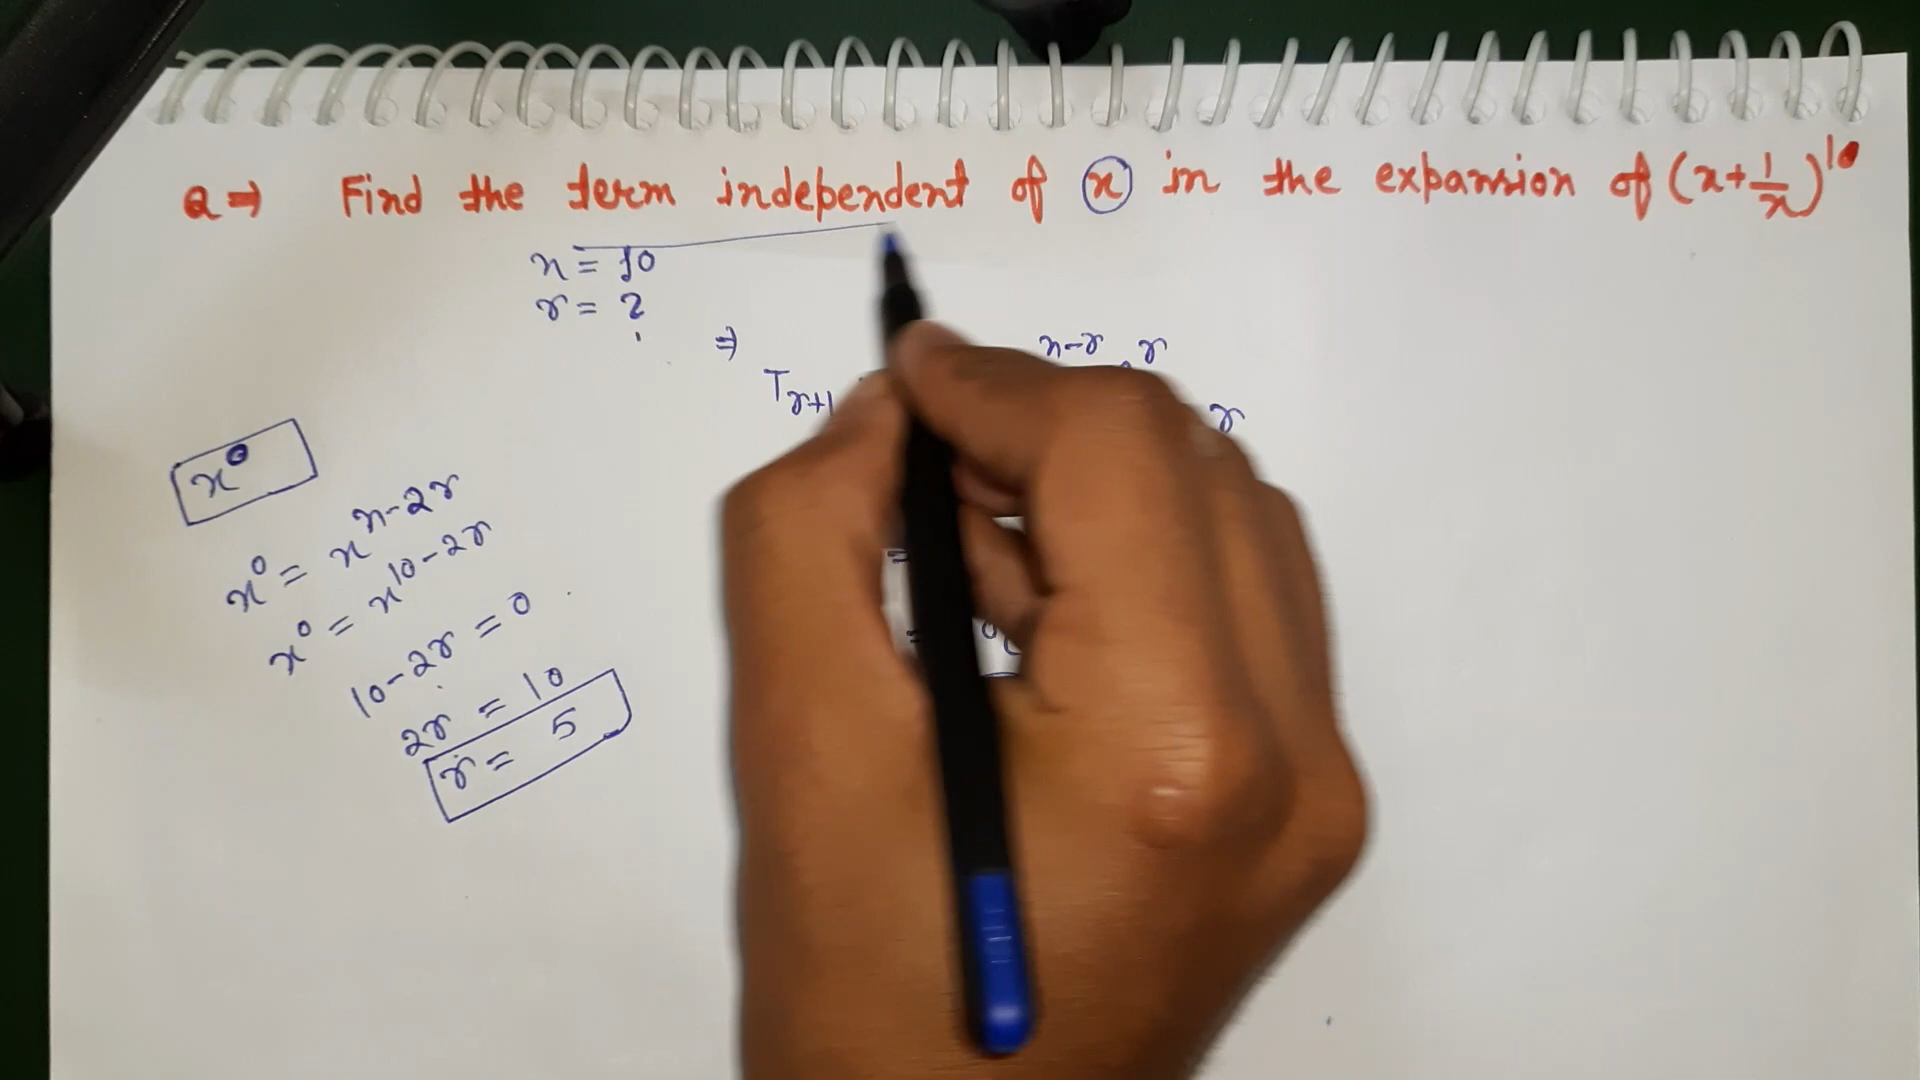 Q⇒ Find the term independent of x in the expansion of (x+1/x)^10
n = 10
r = ?
⇒
n-r r
T_r+1
r
x^0
x^0 = x^n-2r
x^0 = x^10-2r
10-2r = 0
2r = 10
r = 5